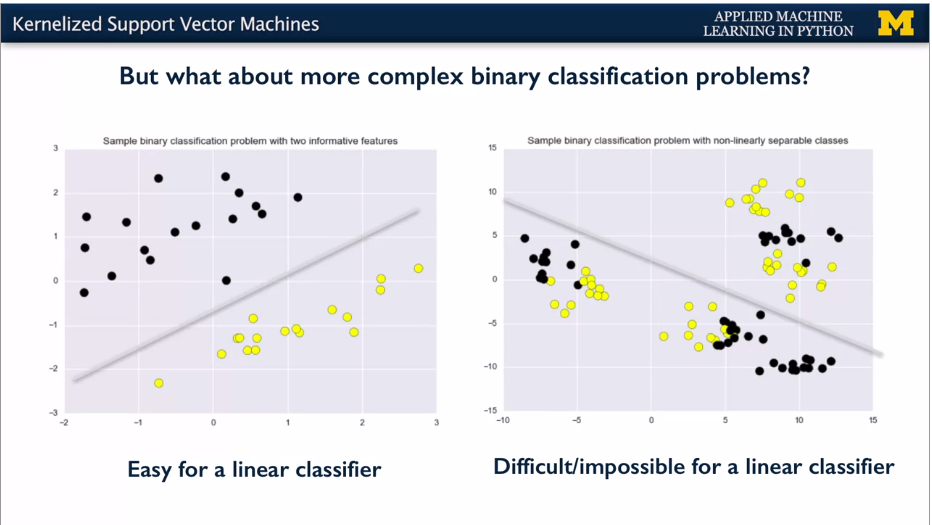 Kernelized Support Vector Machines
APPLIED MACHINE
LEARNING IN PYTHON
M
But what about more complex binary classification problems?
Sample binary classification problem with two informative features
3
2
1
0
−1
−2
−3
−2 −1 0 1 2 3
Easy for a linear classifier
Sample binary classification problem with non-linearly separable classes
15
10
5
0
−5
−10
−15
−10 −5 0 5 10 15
Difficult/impossible for a linear classifier